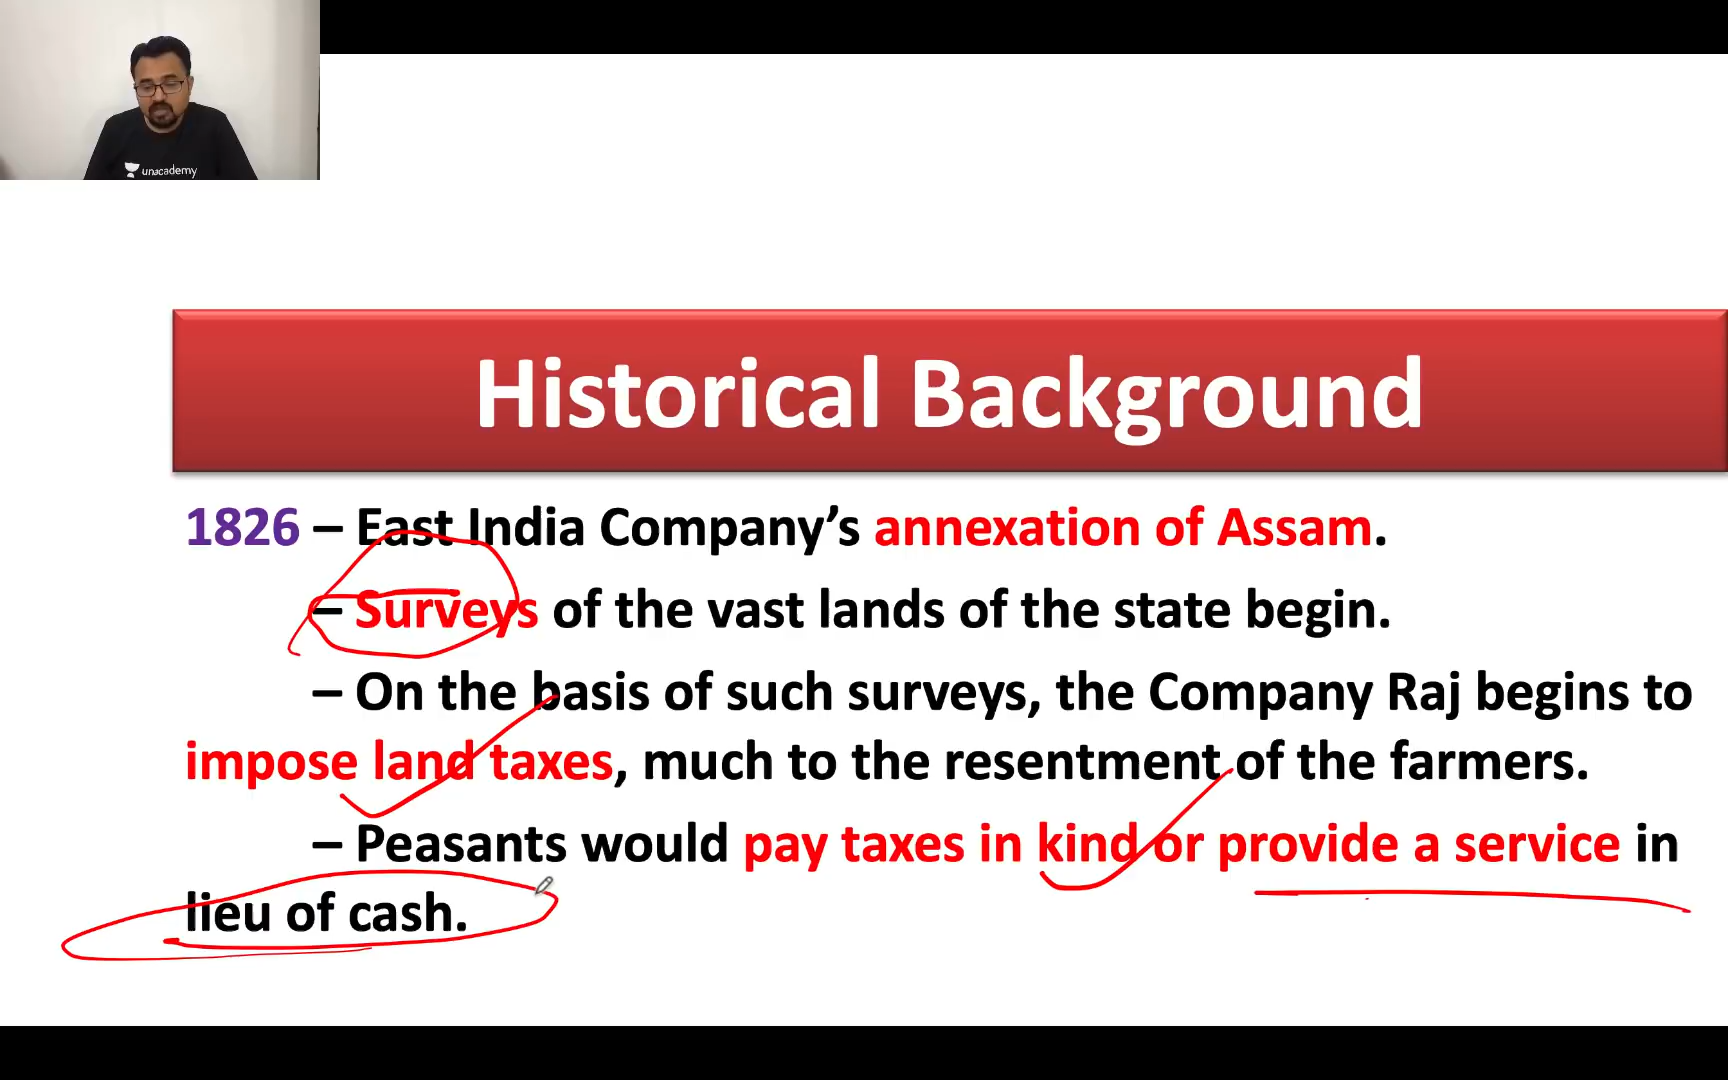 unacademy
Historical Background
1826 – East India Company’s annexation of Assam.
– Surveys of the vast lands of the state begin.
– On the basis of such surveys, the Company Raj begins to
impose land taxes, much to the resentment of the farmers.
– Peasants would pay taxes in kind or provide a service in
lieu of cash.